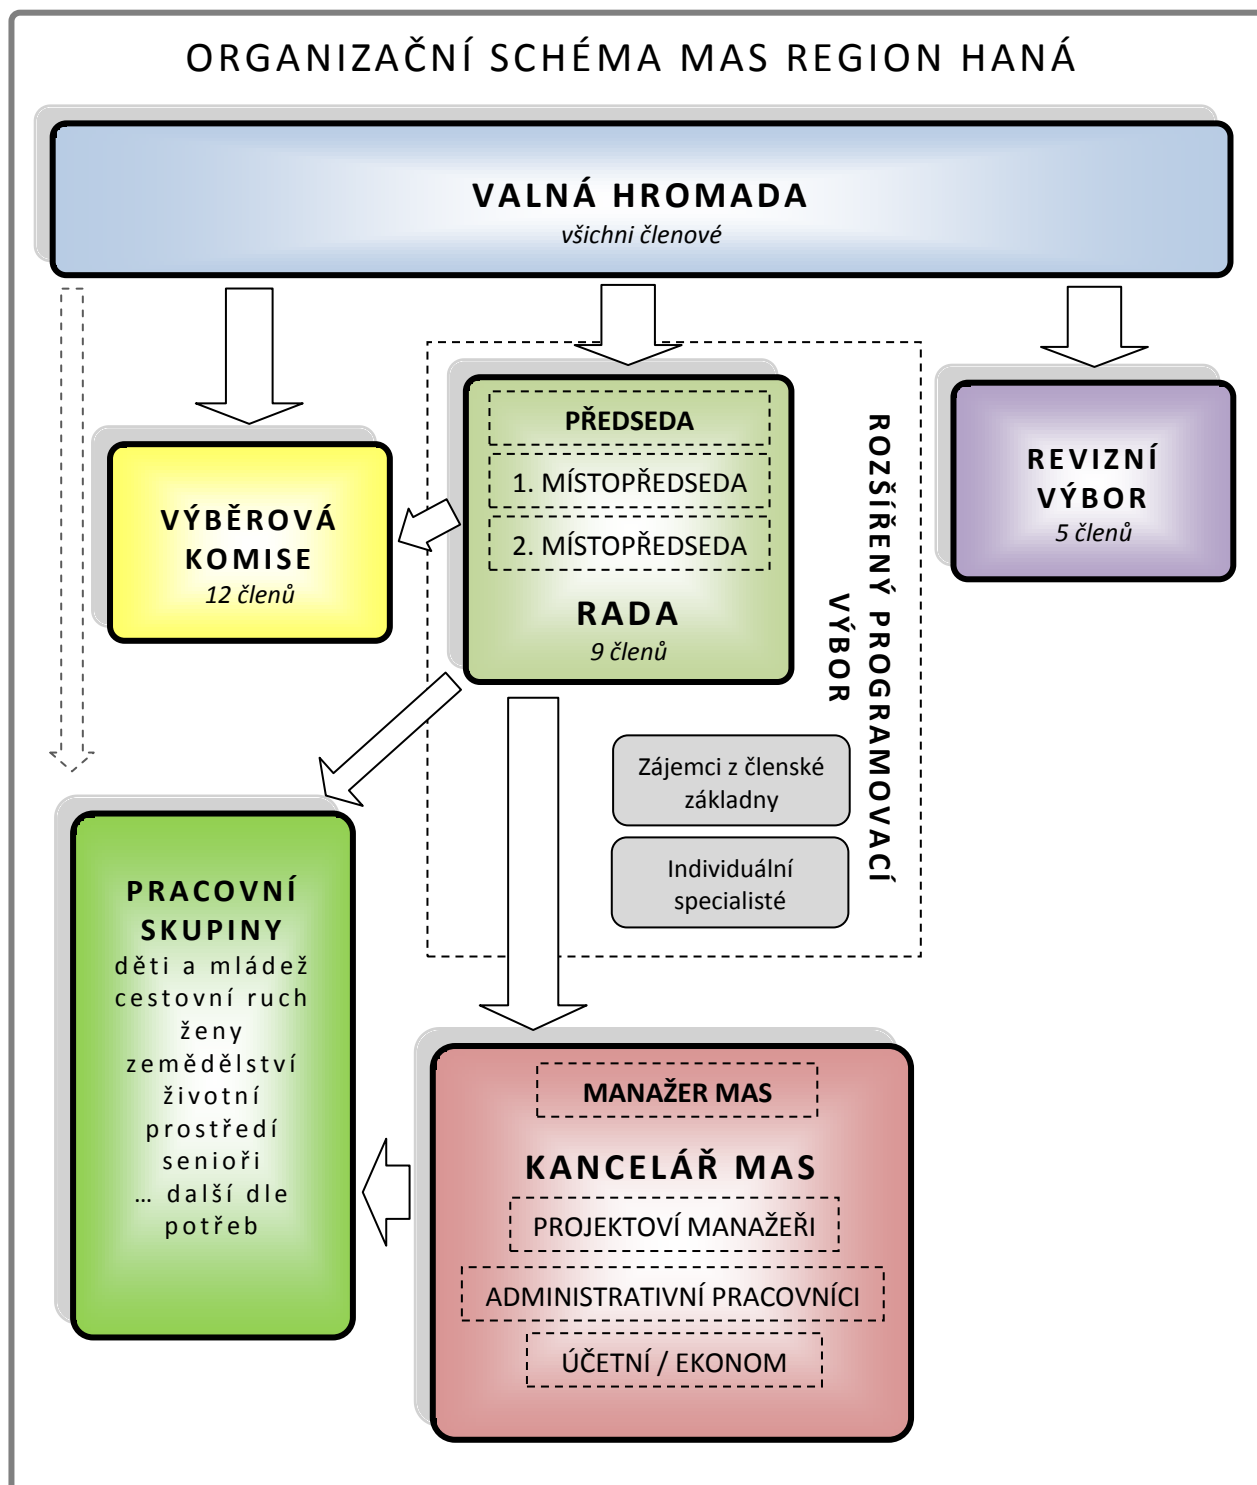 ORGANIZAČNÍ SCHÉMA MAS REGION HANÁ
VALNÁ HROMADA
všichni členové
PŘEDSEDA
1. MÍSTOPŘEDSEDA
2. MÍSTOPŘEDSEDA
RADA
9 členů
VÝBĚROVÁ
KOMISE
12 členů
ROZŠÍŘENÝ PROGRAMOVACÍ
VÝBOR
REVIZNÍ
VÝBOR
5 členů
Zájemci z členské
základny
Individuální
specialisté
PRACOVNÍ
SKUPINY
děti a mládež
cestovní ruch
ženy
zemědělství
životní
prostředí
senioři
… další dle
potřeb
MANAŽER MAS
KANCELÁŘ MAS
PROJEKTOVÍ MANAŽEŘI
ADMINISTRATIVNÍ PRACOVNÍCI
ÚČETNÍ / EKONOM